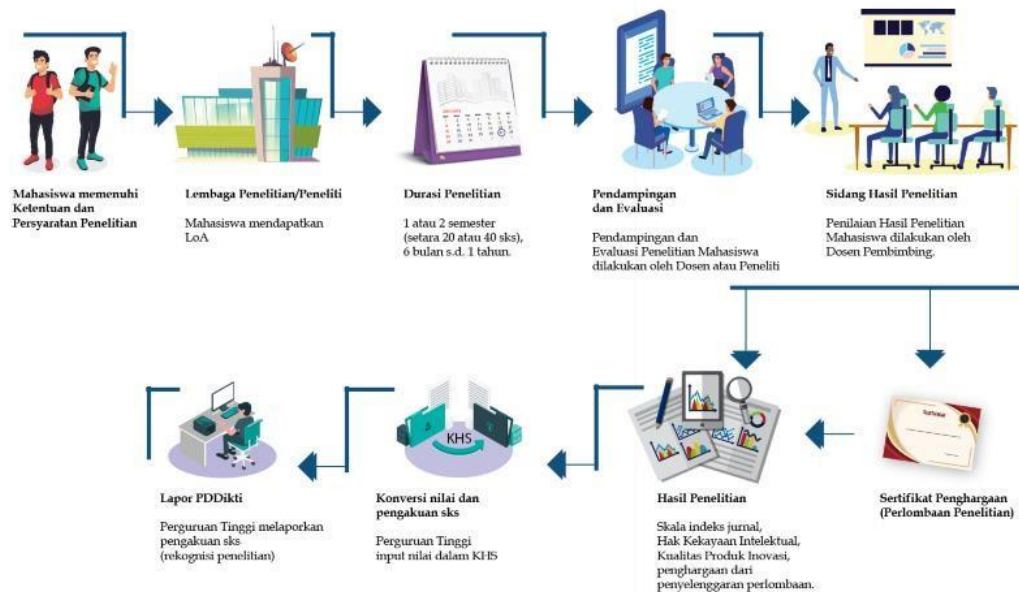 Mahasiswa memenuhi
Ketentuan dan
Persyaratan Penelitian
Lembaga Penelitian/Peneliti
Mahasiswa mendapatkan
LoA
Durasi Penelitian
1 atau 2 semester
(setara 20 atau 40 sks),
6 bulan s.d. 1 tahun.
Pendampingan
dan Evaluasi
Pendampingan dan
Evaluasi Penelitian Mahasiswa
dilakukan oleh Dosen atau Peneliti
Sidang Hasil Penelitian
Penilaian Hasil Penelitian
Mahasiswa dilakukan oleh
Dosen Pembimbing.
Sertifikat Penghargaan
(Perlombaan Penelitian)
Hasil Penelitian
Skala indeks jurnal,
Hak Kekayaan Intelektual,
Kualitas Produk Inovasi,
penghargaan dari
penyelenggaran perlombaan.
KHS
Konversi nilai dan
pengakuan sks
Perguruan Tinggi
input nilai dalam KHS
Lapor PDDikti
Perguruan Tinggi melaporkan
pengakuan sks
(rekognisi penelitian)